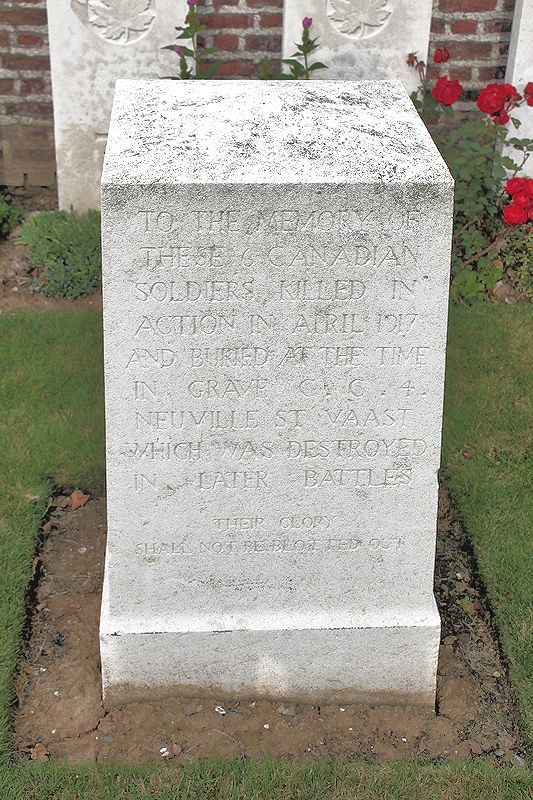 TO THE MEMORY OF
THESE 6 CANADIAN
SOLDIERS KILLED IN
ACTION IN APRIL 1917
AND BURIED AT THE TIME
IN GRAVE C. C. 4.
NEUVILLE ST VAAST
WHICH WAS DESTROYED
IN LATER BATTLES
THEIR GLORY
SHALL NOT BE BLOTTED OUT